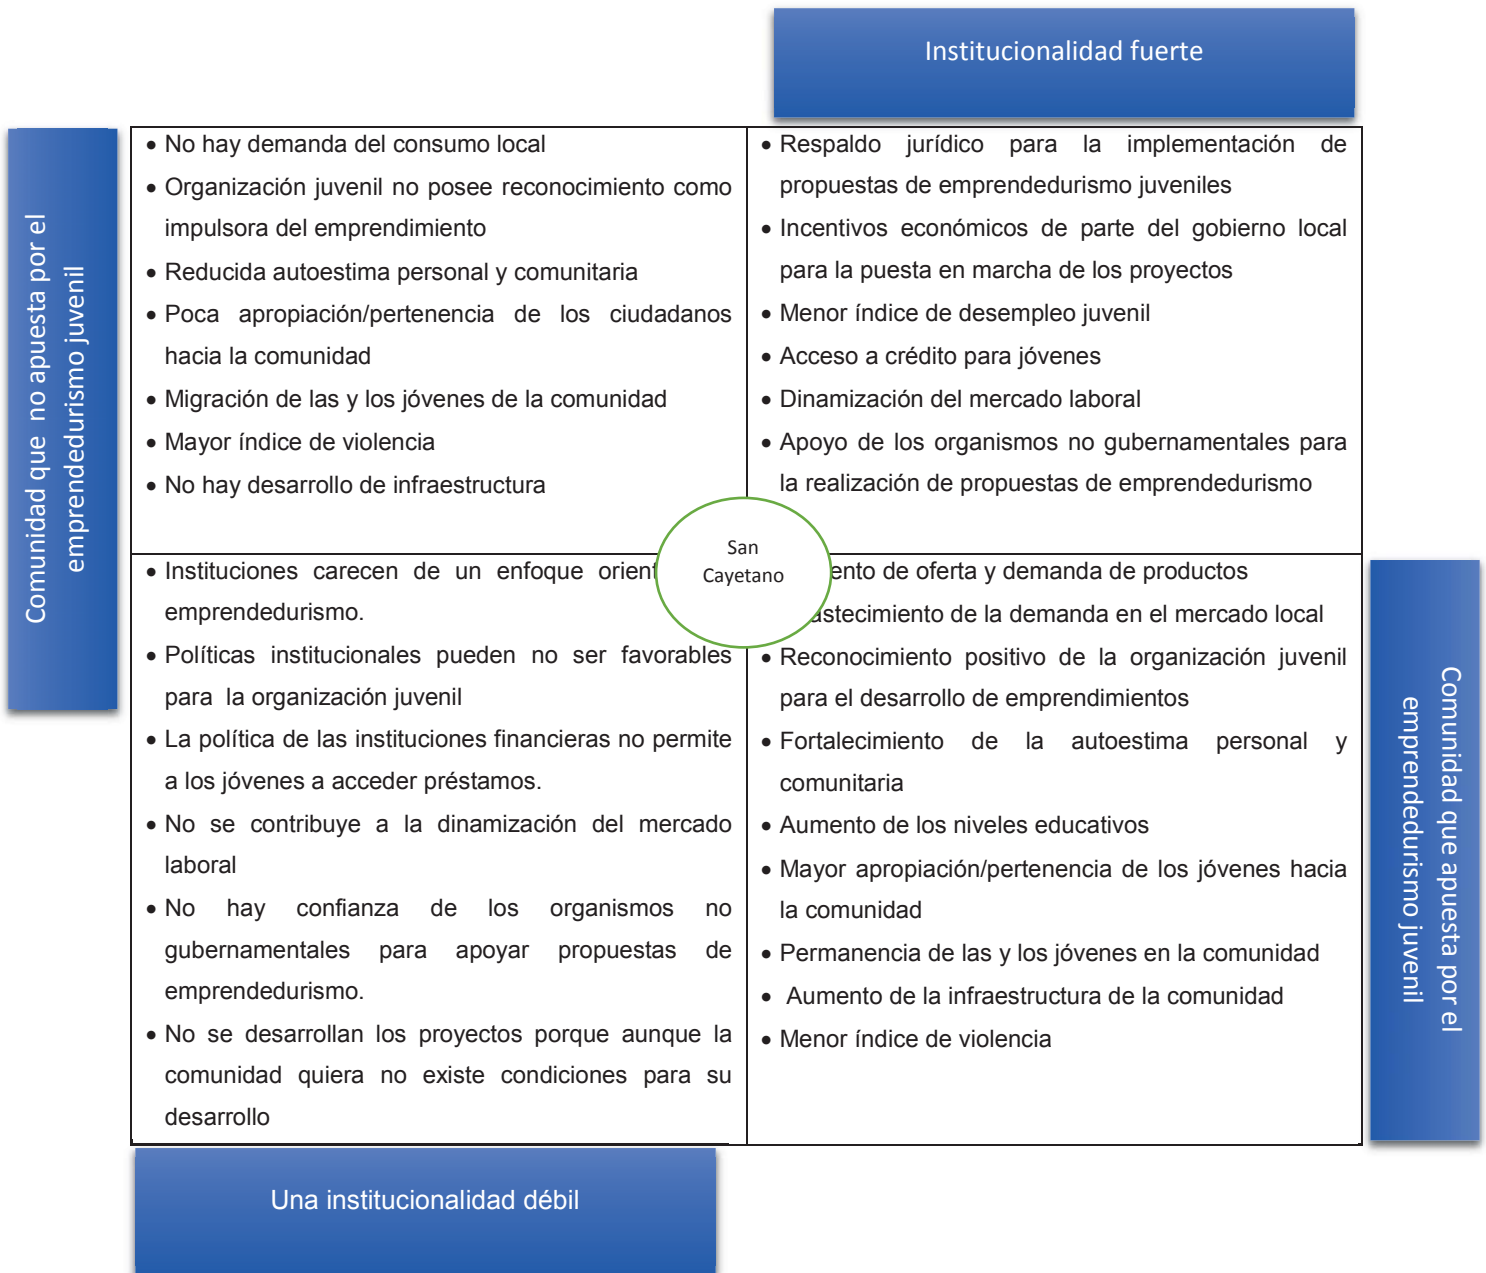 Institucionalidad fuerte
Comunidad que no apuesta por el
emprendedurismo juvenil
• No hay demanda del consumo local
• Organización juvenil no posee reconocimiento como
impulsora del emprendimiento
• Reducida autoestima personal y comunitaria
• Poca apropiación/pertenencia de los ciudadanos
hacia la comunidad
• Migración de las y los jóvenes de la comunidad
• Mayor índice de violencia
• No hay desarrollo de infraestructura
• Respaldo jurídico para la implementación de
propuestas de emprendedurismo juveniles
• Incentivos económicos de parte del gobierno local
para la puesta en marcha de los proyectos
• Menor índice de desempleo juvenil
• Acceso a crédito para jóvenes
• Dinamización del mercado laboral
• Apoyo de los organismos no gubernamentales para
la realización de propuestas de emprendedurismo
San
Cayetano
• Instituciones carecen de un enfoque
emprendedurismo.
• Políticas institucionales pueden no ser favorables
para la organización juvenil
• La política de las instituciones financieras no permite
a los jóvenes a acceder préstamos.
• No se contribuye a la dinamización del mercado
laboral
• No hay confianza de los organismos no
gubernamentales para apoyar propuestas de
emprendedurismo.
• No se desarrollan los proyectos porque aunque la
comunidad quiera no existe condiciones para su
desarrollo
de oferta y demanda de productos
de la demanda en el mercado local
• Reconocimiento positivo de la organización juvenil
para el desarrollo de emprendimientos
• Fortalecimiento de la autoestima personal y
comunitaria
• Aumento de los niveles educativos
• Mayor apropiación/pertenencia de los jóvenes hacia
la comunidad
• Permanencia de las y los jóvenes en la comunidad
• Aumento de la infraestructura de la comunidad
• Menor índice de violencia
Comunidad que apuesta por el
emprendedurismo juvenil
Una institucionalidad débil